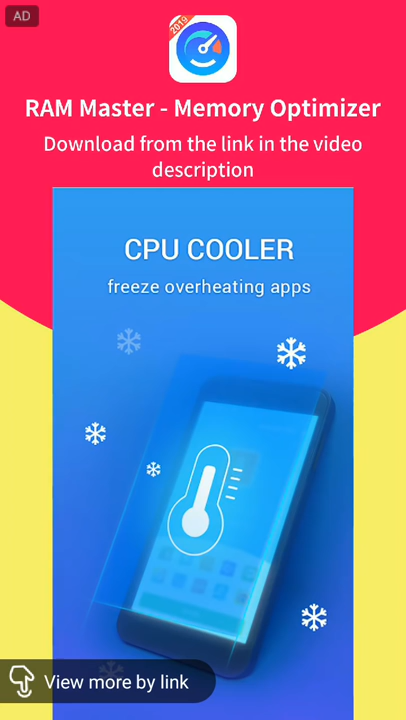 AD
2019
RAM Master - Memory Optimizer
Download from the link in the video
description
CPU COOLER
freeze overheating apps
View more by link